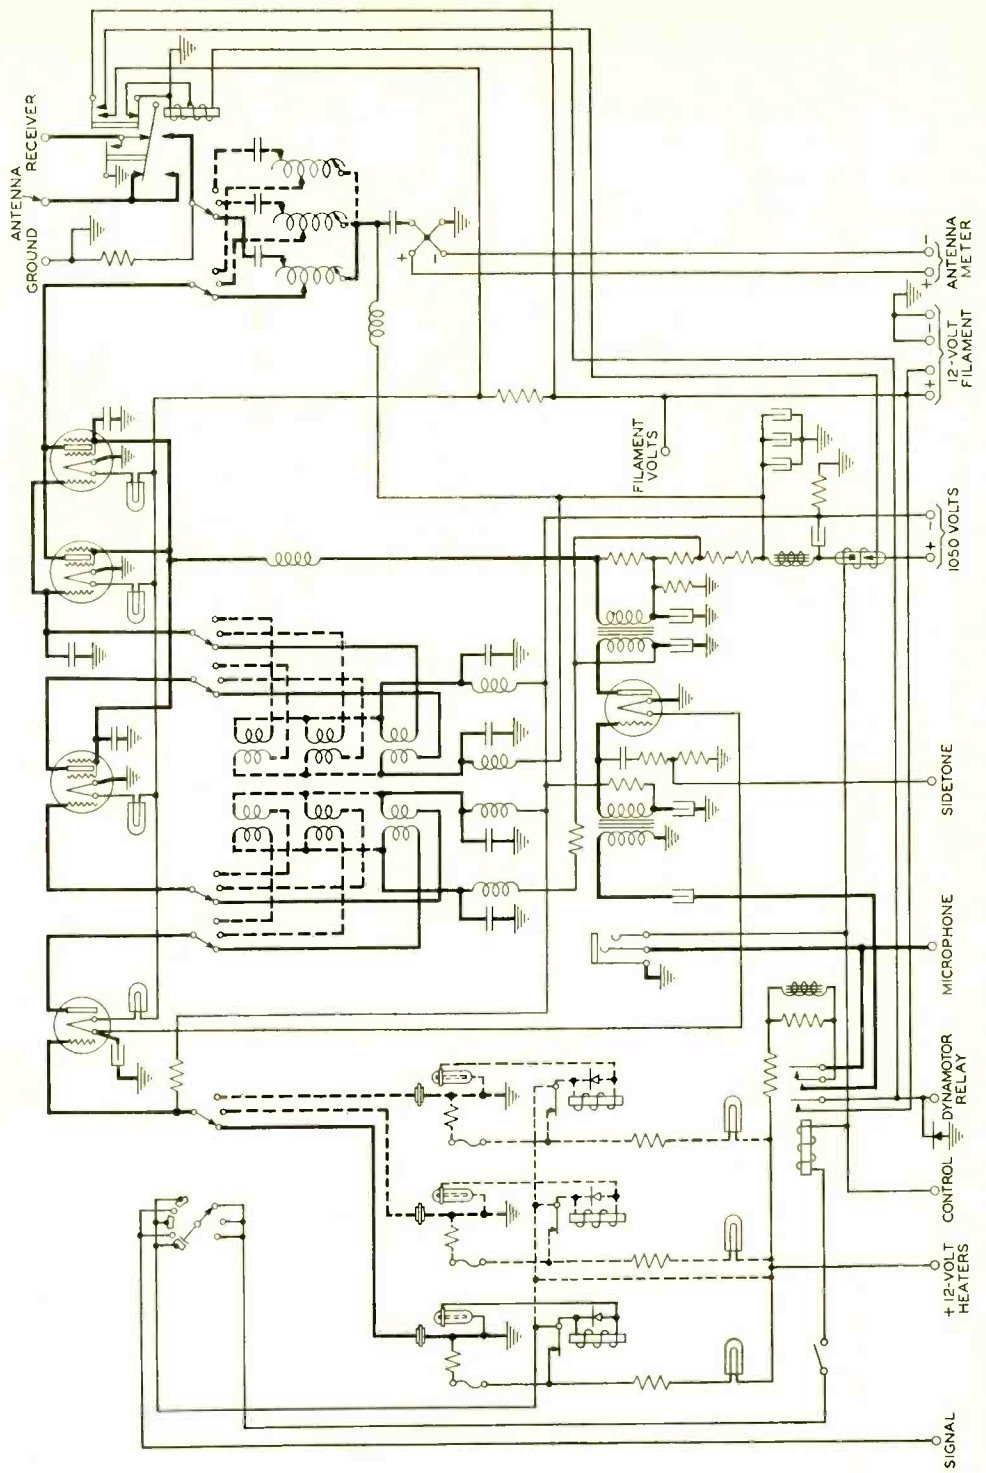 ANTENNA
GROUND RECEIVER
ANTENNA
METER
+ -
12-VOLT
FILAMENT
+ -
FILAMENT
VOLTS
1050 VOLTS
+ -
SIDETONE
MICROPHONE
DYNAMOTOR
RELAY
CONTROL
+ 12-VOLT
HEATERS
SIGNAL
+
-